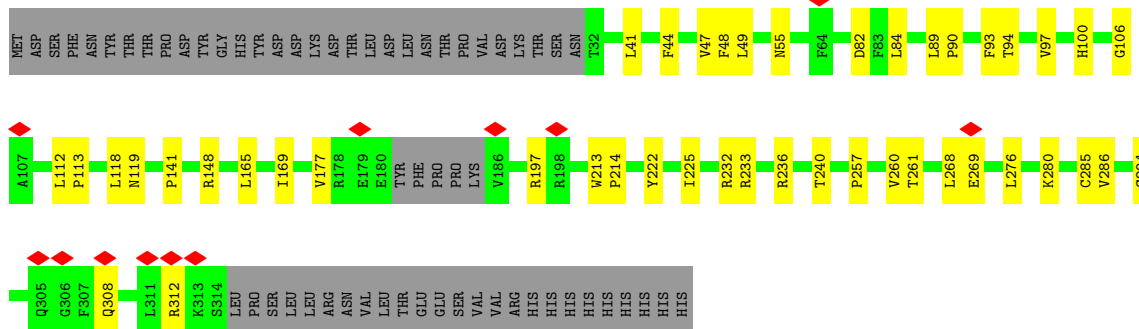 MET ASP SER PHE ASN TYR THR THR PRO ASP TYR GLY HIS TYR ASP ASP LYS ASP THR LEU ASP LEU ASN THR PRO VAL ASP LYS THR SER ASN T32 L41 F44 V47 F48 L49 N55 F64 D82 F83 L84 L89 P90 F93 T94 V97 H100 G106
A107 L112 P113 L118 N119 P141 R148 L165 I169 V177 R178 E179 E180 TYR PHE PRO PRO LYS V186 R197 R198 W213 P214 Y222 I225 R232 R233 R236 T240 P257 V260 T261 L268 E269 L276 K280 C285 V286
Q305 G306 F307 Q308 L311 R312 K313 S314 LEU PRO SER LEU LEU ARG ASN VAL LEU THR GLU GLU SER VAL VAL ARG HIS HIS HIS HIS HIS HIS HIS HIS HIS HIS